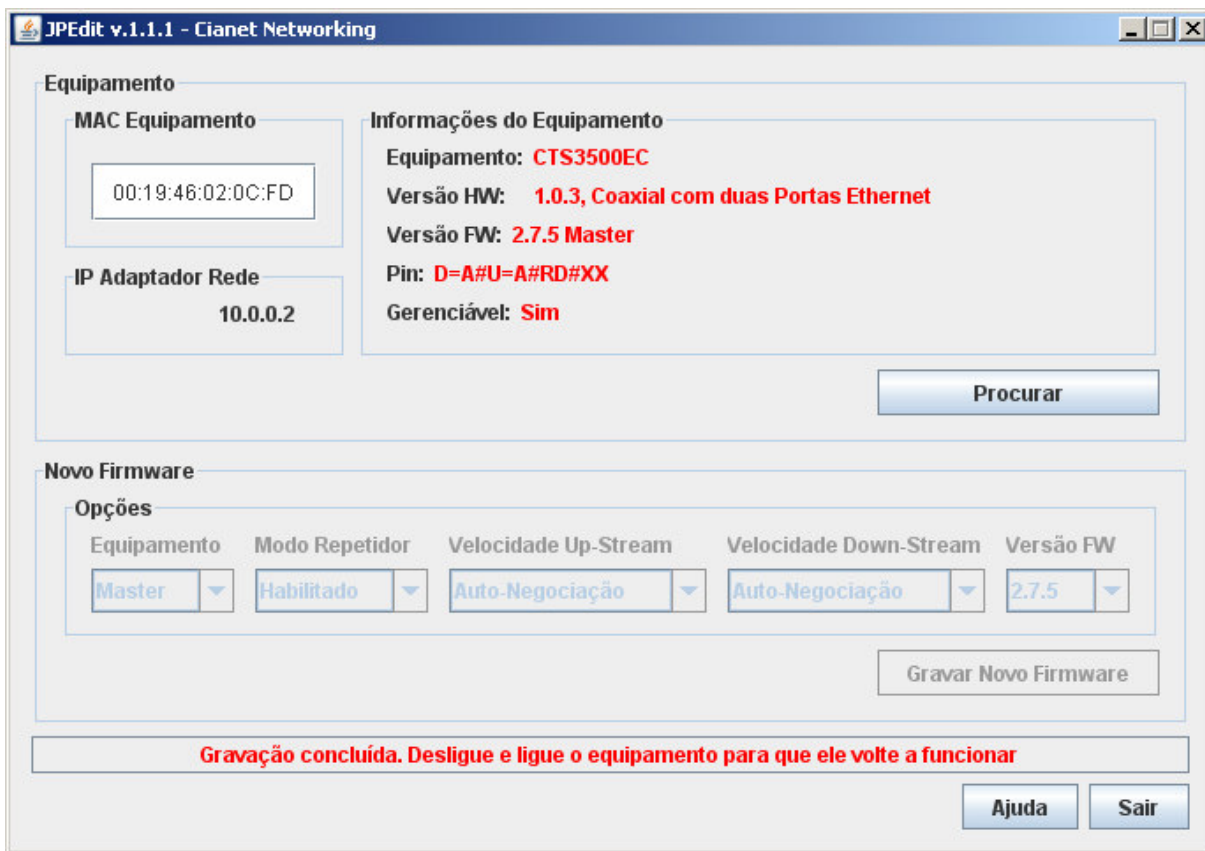 JPEdit v.1.1.1 - Cianet Networking
Equipamento
MAC Equipamento
00:19:46:02:0C:FD
IP Adaptador Rede
10.0.0.2
Informações do Equipamento
Equipamento: CTS3500EC
Versão HW: 1.0.3, Coaxial com duas Portas Ethernet
Versão FW: 2.7.5 Master
Pin: D=A#U=A#RD#XX
Gerenciável: Sim
Procurar
Novo Firmware
Opções
Equipamento Modo Repetidor Velocidade Up-Stream Velocidade Down-Stream Versão FW
Master Habilitado Auto-Negociação Auto-Negociação 2.7.5
Gravar Novo Firmware
Gravação concluída. Desligue e ligue o equipamento para que ele volte a funcionar
Ajuda Sair